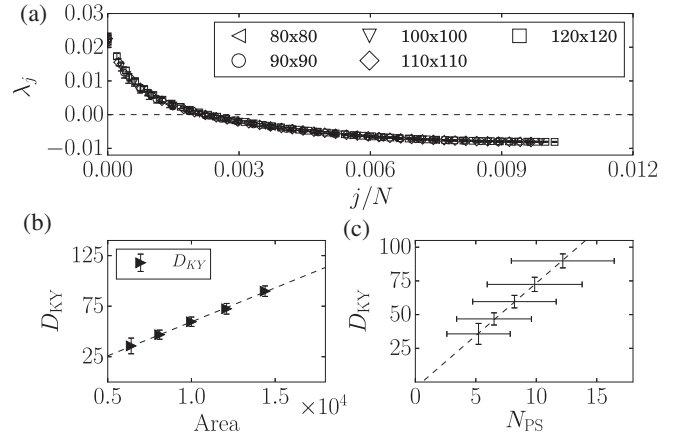 (a)
0.03
0.02
0.01
0.00
−0.01
λj
80x80
90x90
100x100
110x110
120x120
0.000
0.003
0.006
0.009
0.012
j/N
(b)
125
75
25
DKY
DKY
0.5
1.0
1.5
×10^4
Area
(c)
100
75
50
25
DKY
0
5
10
15
NPS